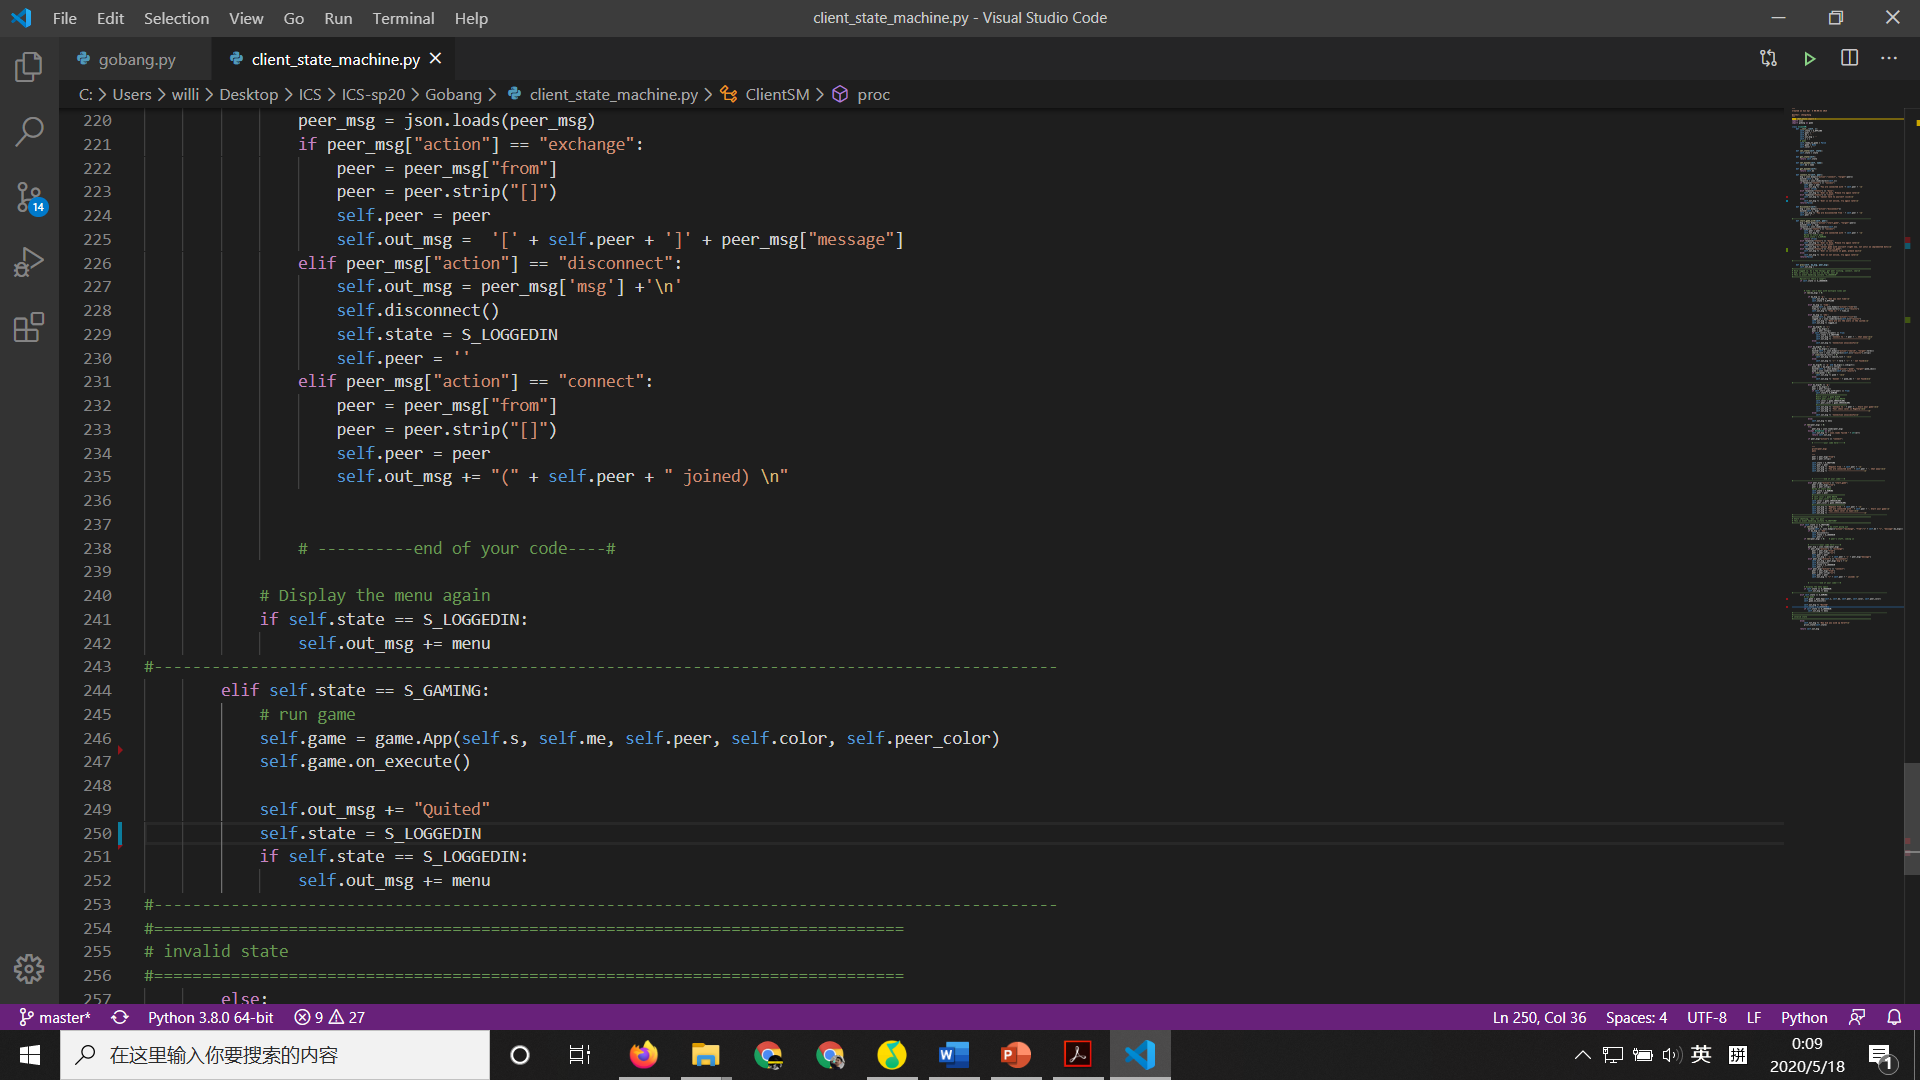 File Edit Selection View Go Run Terminal Help
client_state_machine.py - Visual Studio Code
gobang.py
client_state_machine.py
C: > Users > willi > Desktop > ICS > ICS-sp20 > Gobang > client_state_machine.py > ClientSM > proc
220 peer_msg = json.loads(peer_msg)
221 if peer_msg["action"] == "exchange":
222 peer = peer_msg["from"]
223 peer = peer.strip("[]")
224 self.peer = peer
225 self.out_msg =  '[' + self.peer + ']' + peer_msg["message"]
226 elif peer_msg["action"] == "disconnect":
227 self.out_msg = peer_msg['msg'] +'\n'
228 self.disconnect()
229 self.state = S_LOGGEDIN
230 self.peer = ''
231 elif peer_msg["action"] == "connect":
232 peer = peer_msg["from"]
233 peer = peer.strip("[]")
234 self.peer = peer
235 self.out_msg += "(" + self.peer + " joined) \n"
236
237
238 # ----------end of your code----#
239
240 # Display the menu again
241 if self.state == S_LOGGEDIN:
242 self.out_msg += menu
243 #----------------------------------------------------------------------------------------------
244 elif self.state == S_GAMING:
245 # run game
246 self.game = game.App(self.s, self.me, self.peer, self.color, self.peer_color)
247 self.game.on_execute()
248
249 self.out_msg += "Quited"
250 self.state = S_LOGGEDIN
251 if self.state == S_LOGGEDIN:
252 self.out_msg += menu
253 #----------------------------------------------------------------------------------------------
254 #==============================================================================
255 # invalid state
256 #==============================================================================
257 else:
14
master* Python 3.8.0 64-bit 9 27
Ln 250, Col 36 Spaces: 4 UTF-8 LF Python
在这里输入你要搜索的内容
英 拼
0:09
2020/5/18
1